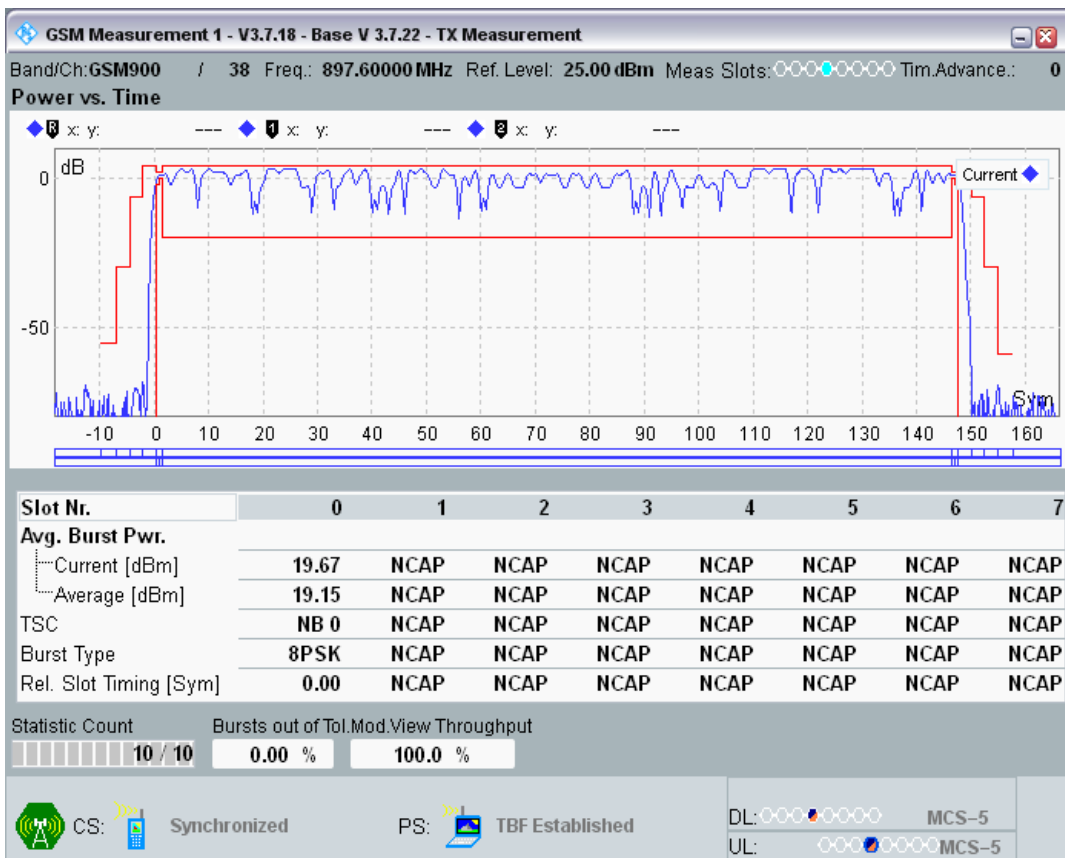 GSM Measurement 1 - V3.7.18 - Base V 3.7.22 - TX Measurement
Band/Ch:GSM900 / 38 Freq.: 897.60000 MHz Ref. Level: 25.00 dBm Meas Slots: Tim.Advance.: 0
Power vs. Time
R x: y: --- 1 x: y: --- 2 x: y: ---
dB
Current
0
-50
Sym
-10 0 10 20 30 40 50 60 70 80 90 100 110 120 130 140 150 160
Slot Nr. 0 1 2 3 4 5 6 7
Avg. Burst Pwr.
Current [dBm] 19.67 NCAP NCAP NCAP NCAP NCAP NCAP NCAP
Average [dBm] 19.15 NCAP NCAP NCAP NCAP NCAP NCAP NCAP
TSC NB 0 NCAP NCAP NCAP NCAP NCAP NCAP NCAP
Burst Type 8PSK NCAP NCAP NCAP NCAP NCAP NCAP NCAP
Rel. Slot Timing [Sym] 0.00 NCAP NCAP NCAP NCAP NCAP NCAP NCAP
Statistic Count Bursts out of Tol. Mod.View Throughput
10 / 10 0.00 % 100.0 %
CS: Synchronized PS: TBF Established
DL: MCS-5
UL: MCS-5